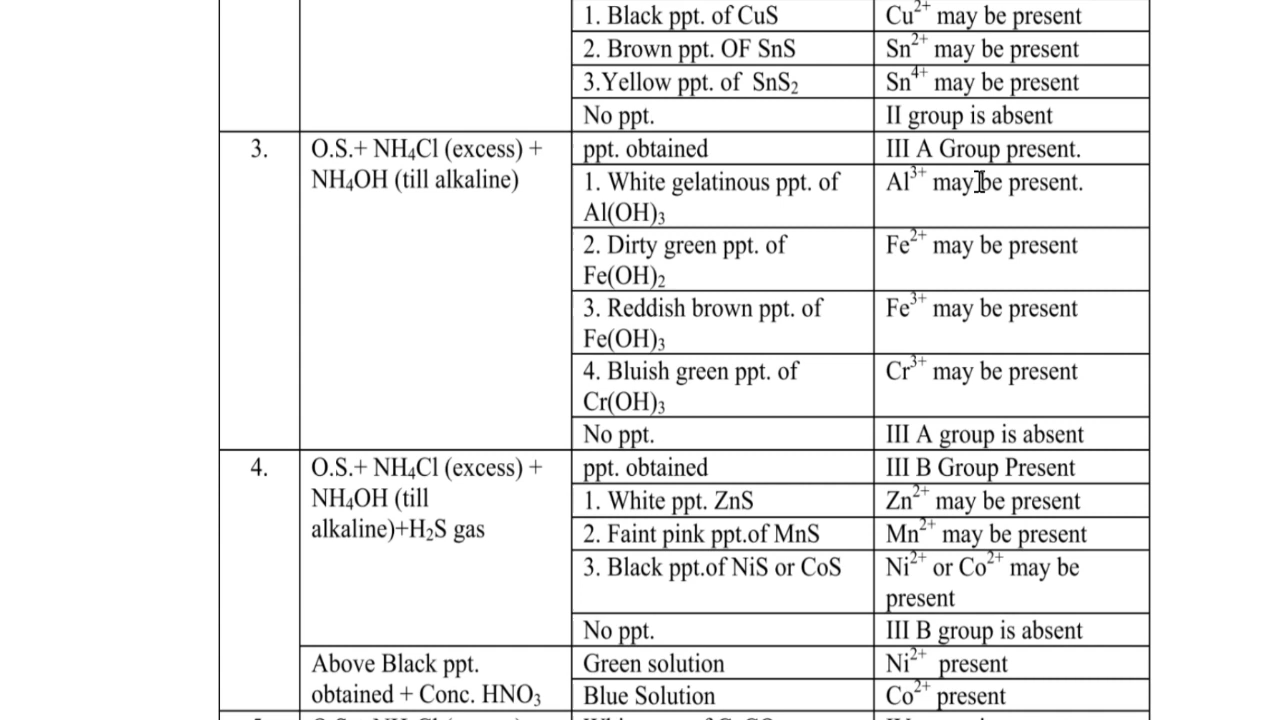 1. Black ppt. of CuS
Cu²⁺ may be present
2. Brown ppt. OF SnS
Sn²⁺ may be present
3.Yellow ppt. of SnS₂
Sn⁴⁺ may be present
No ppt.
II group is absent
3.
O.S.+ NH₄Cl (excess) +
NH₄OH (till alkaline)
ppt. obtained
III A Group present.
1. White gelatinous ppt. of
Al(OH)₃
Al³⁺ may be present.
2. Dirty green ppt. of
Fe(OH)₂
Fe²⁺ may be present
3. Reddish brown ppt. of
Fe(OH)₃
Fe³⁺ may be present
4. Bluish green ppt. of
Cr(OH)₃
Cr³⁺ may be present
No ppt.
III A group is absent
4.
O.S.+ NH₄Cl (excess) +
NH₄OH (till
alkaline)+H₂S gas
ppt. obtained
III B Group Present
1. White ppt. ZnS
Zn²⁺ may be present
2. Faint pink ppt.of MnS
Mn²⁺ may be present
3. Black ppt.of NiS or CoS
Ni²⁺ or Co²⁺ may be
present
No ppt.
III B group is absent
Above Black ppt.
obtained + Conc. HNO₃
Green solution
Ni²⁺ present
Blue Solution
Co²⁺ present